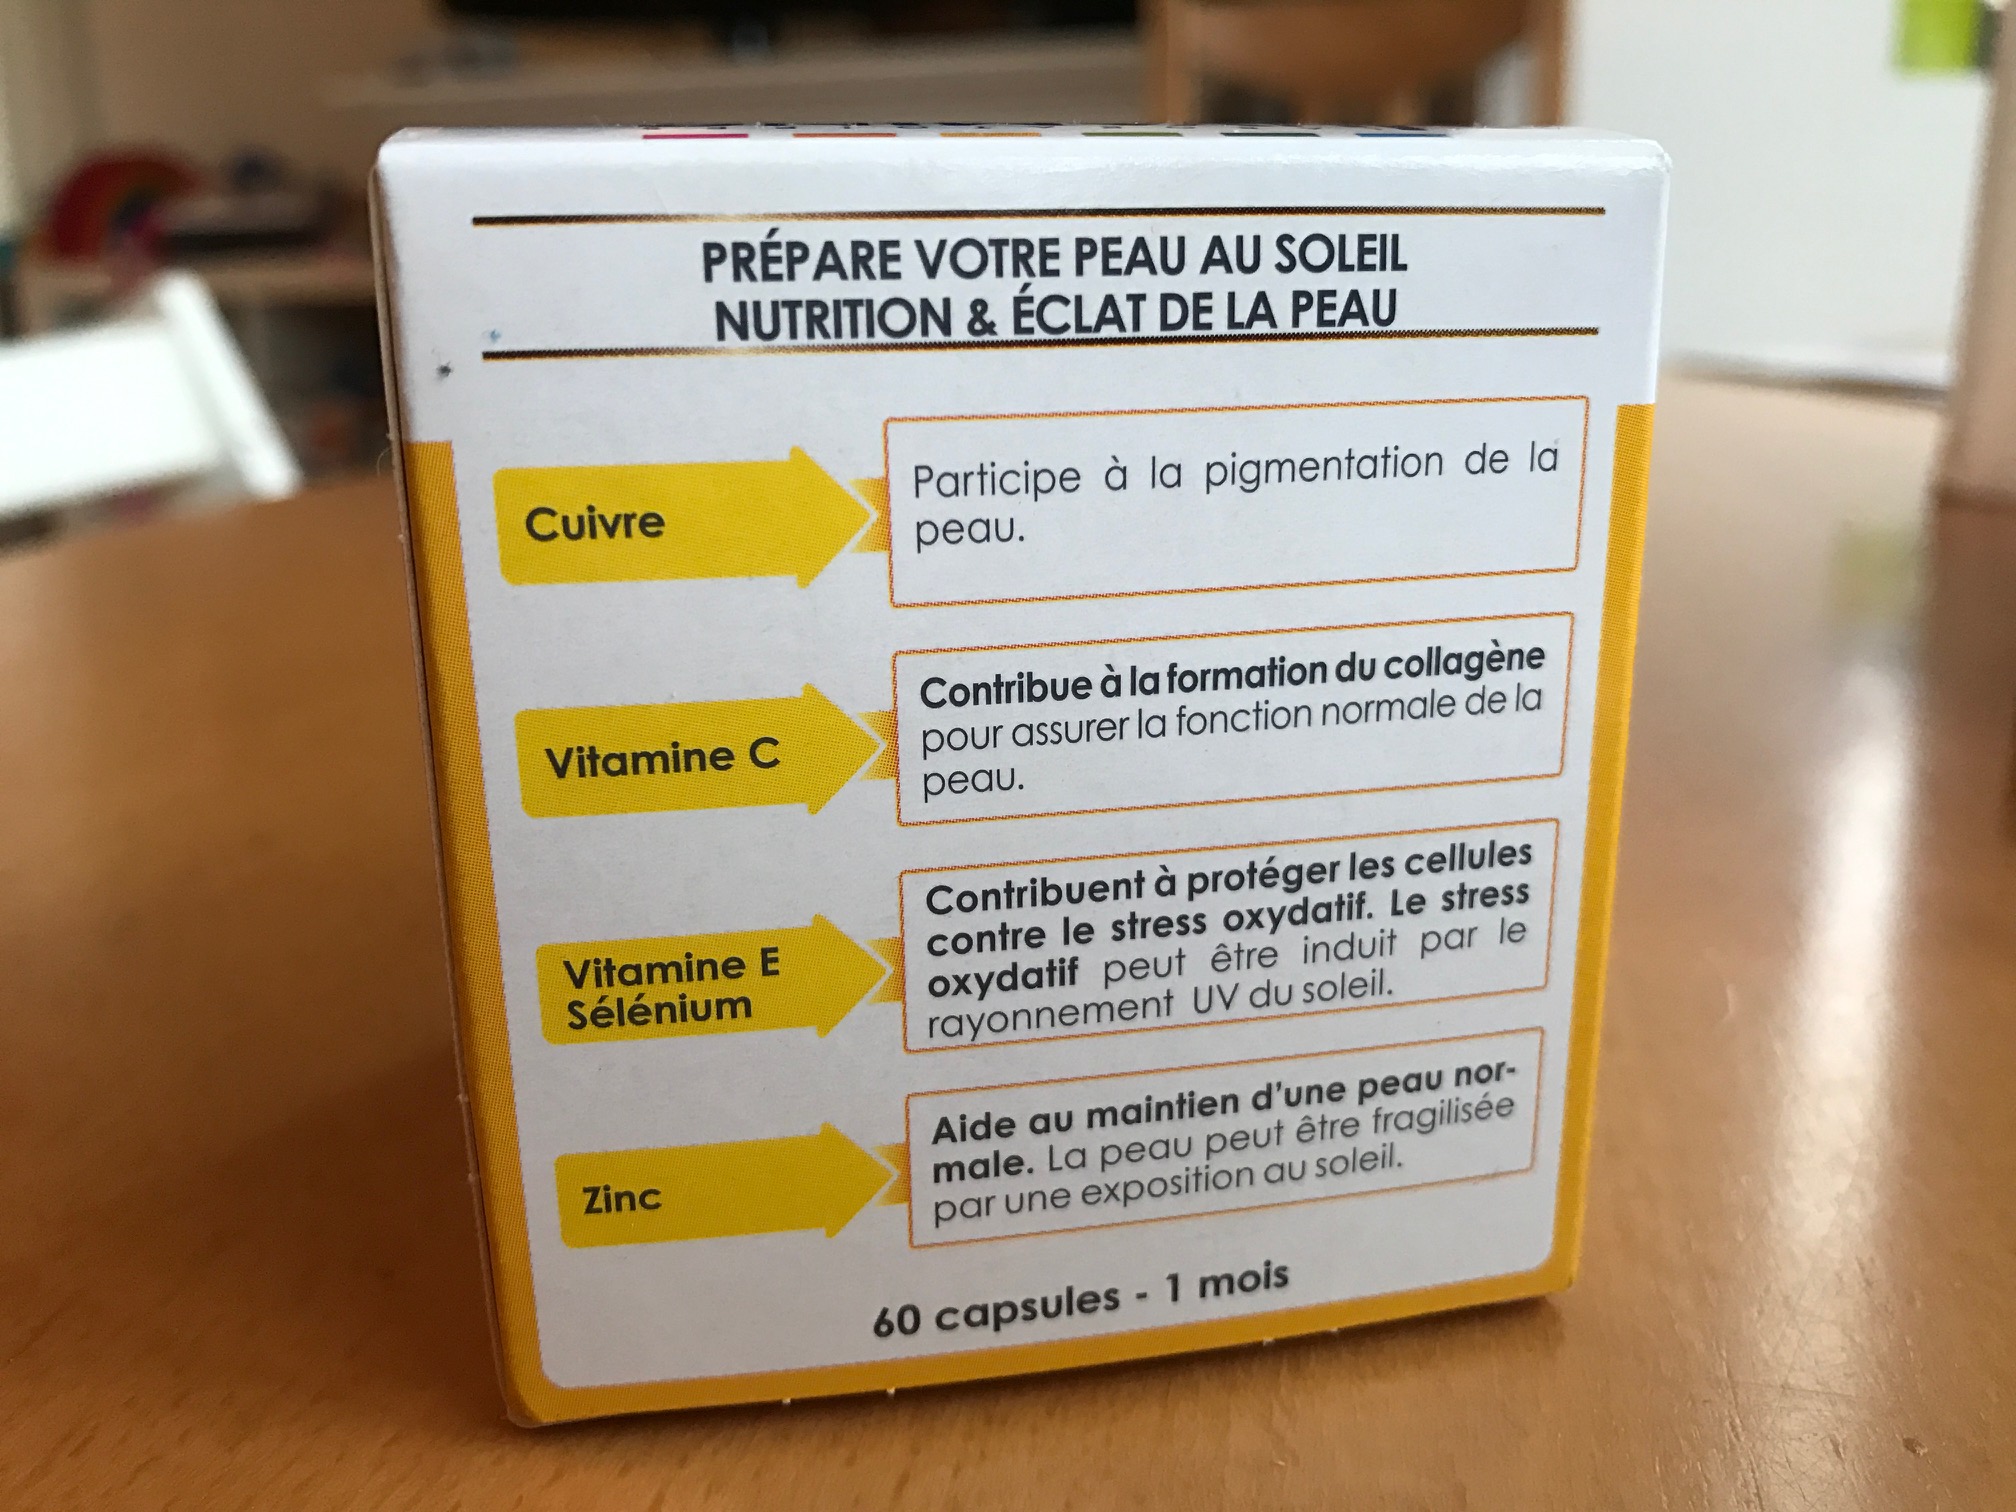 PRÉPARE VOTRE PEAU AU SOLEIL
NUTRITION & ÉCLAT DE LA PEAU
Cuivre
Participe à la pigmentation de la
peau.
Vitamine C
Contribue à la formation du collagène
pour assurer la fonction normale de la
peau.
Vitamine E
Sélénium
Contribuent à protéger les cellules
contre le stress oxydatif. Le stress
oxydatif peut être induit par le
rayonnement UV du soleil.
Zinc
Aide au maintien d'une peau nor-
male. La peau peut être fragilisée
par une exposition au soleil.
60 capsules - 1 mois